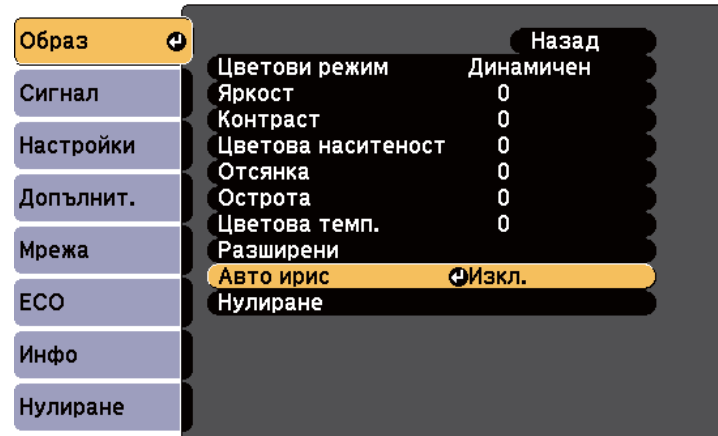 Образ
Сигнал
Настройки
Допълнит.
Мрежа
ECO
Инфо
Нулиране
Назад
Цветови режим Динамичен
Яркост 0
Контраст 0
Цветова наситеност 0
Отсянка 0
Острота 0
Цветова темп. 0
Разширени
Авто ирис Изкл.
Нулиране